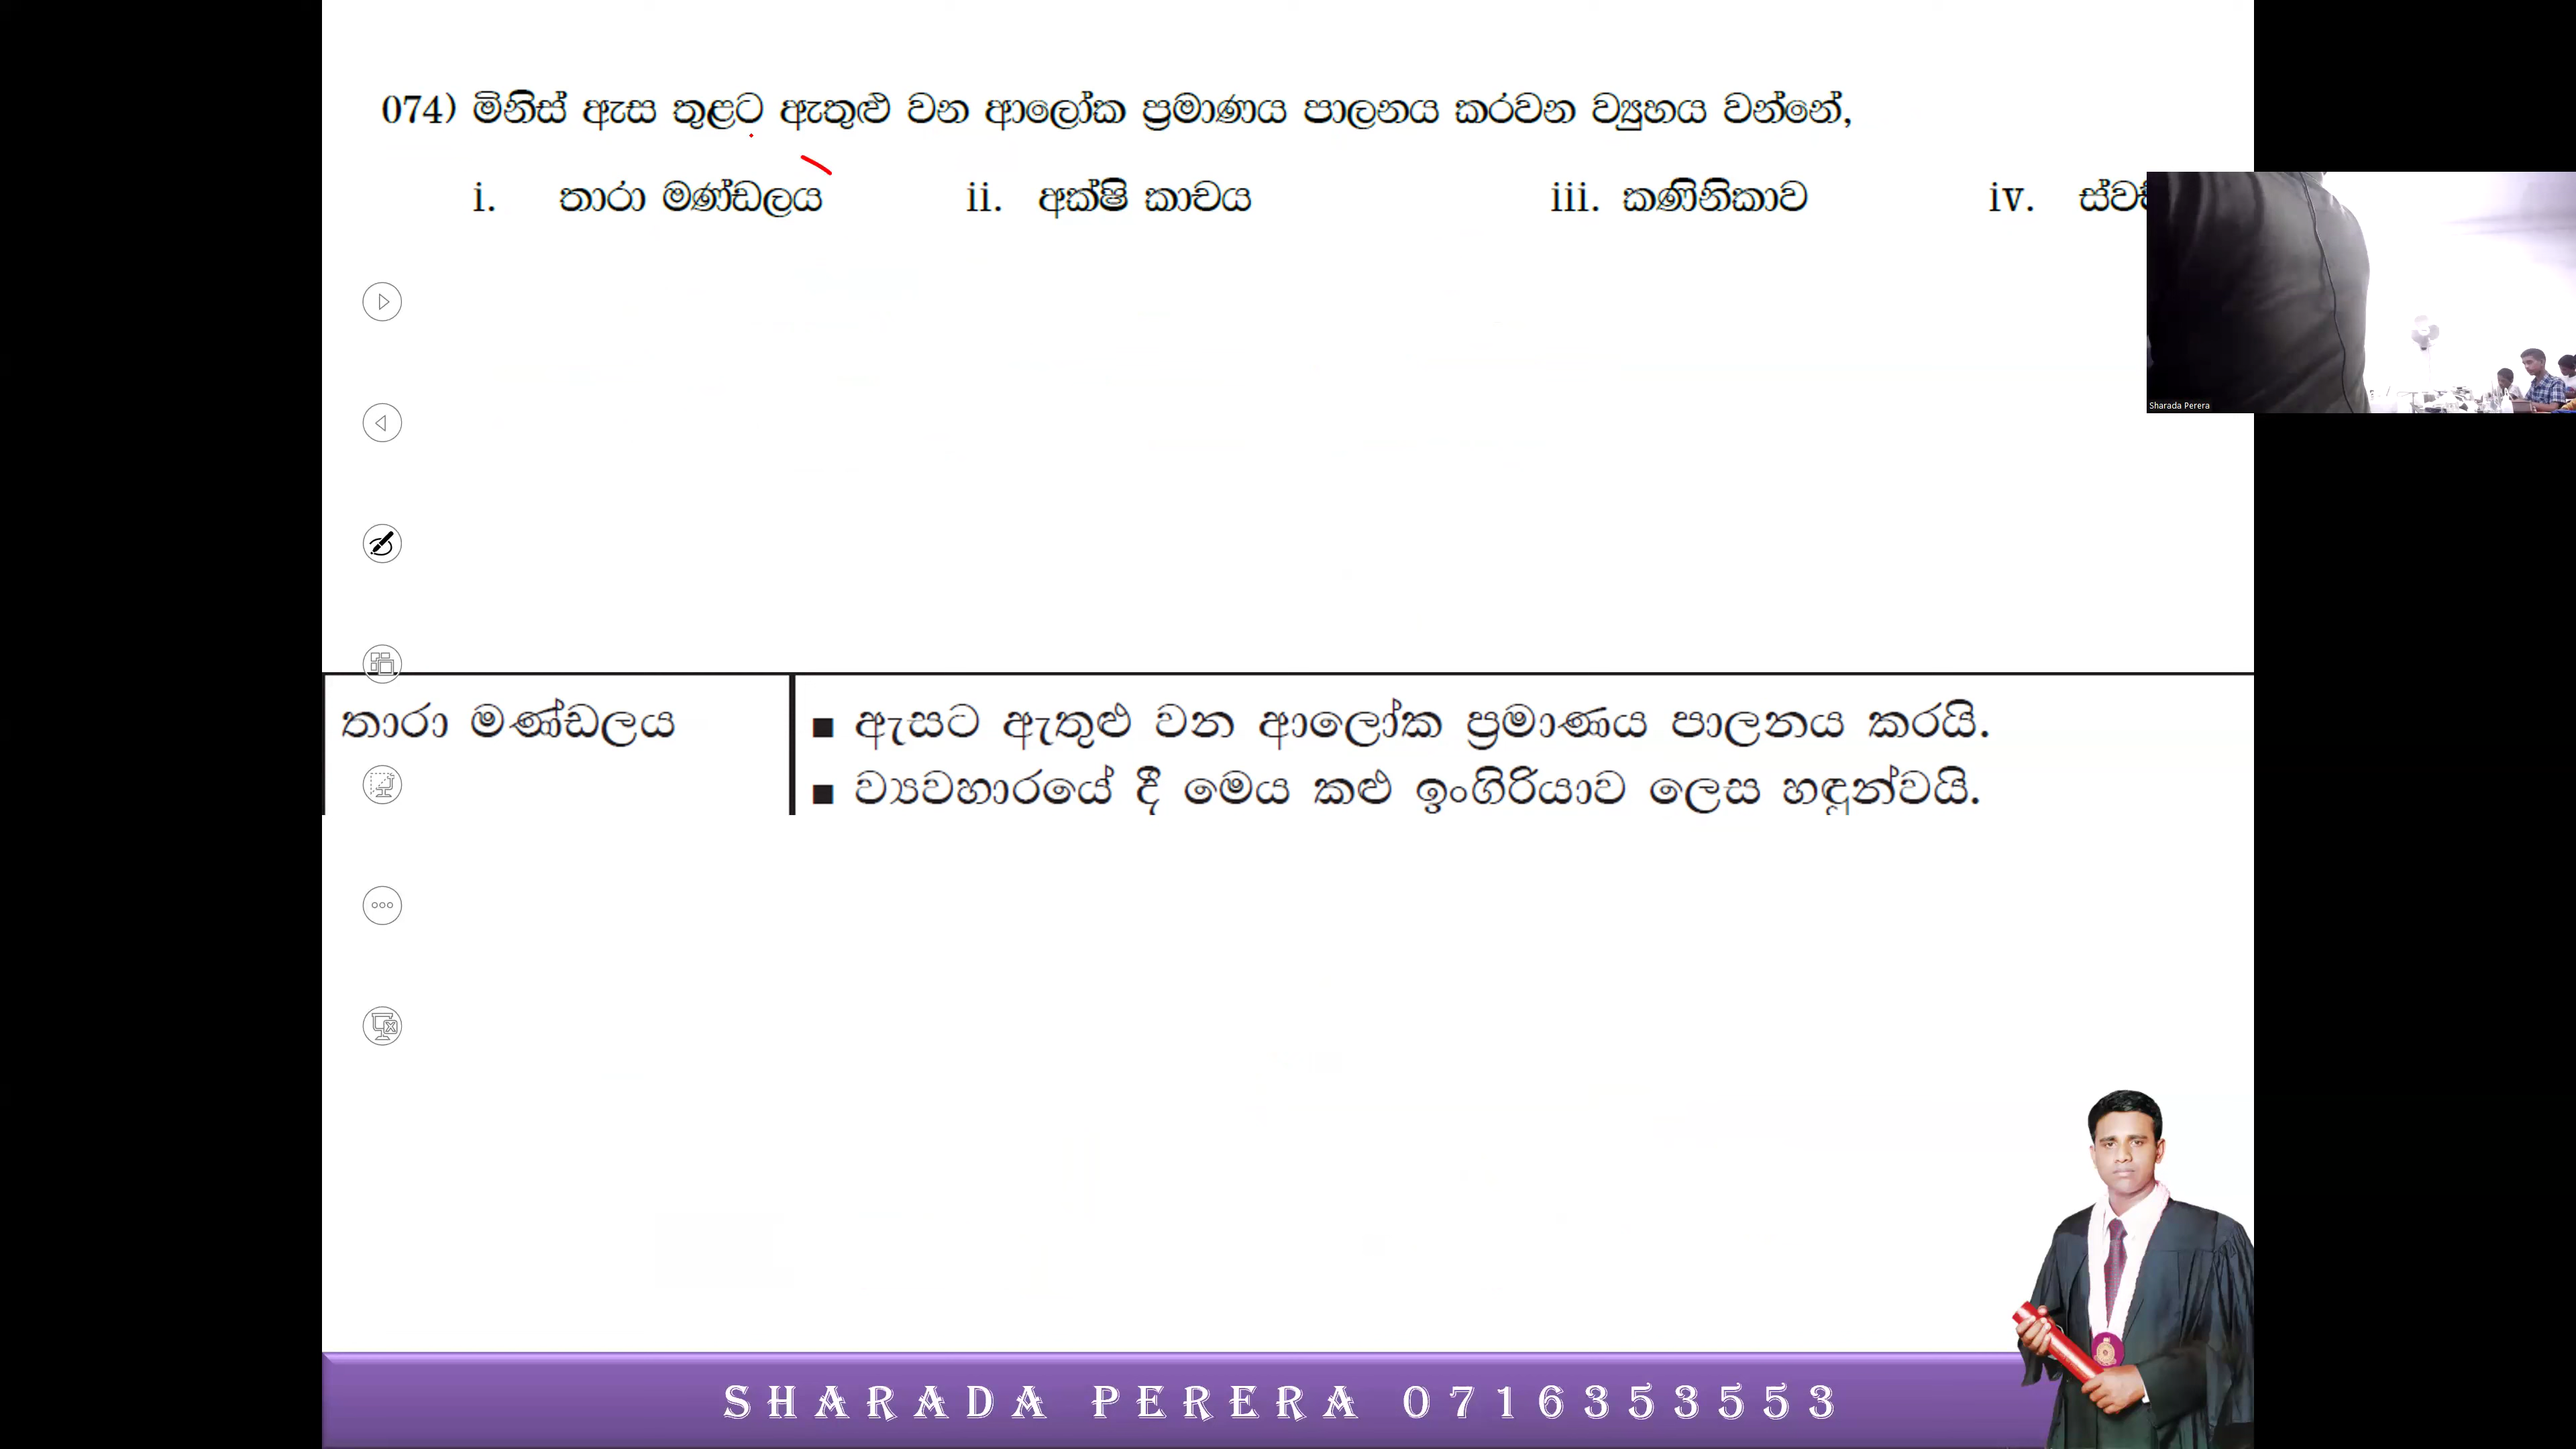 074) මිනිස් ඇස තුළට ඇතුළු වන ආලෝක ප්‍රමාණය පාලනය කරවන ව්‍යුහය වන්නේ,
i. තාරා මණ්ඩලය ii. අක්ෂි කාචය iii. කණිනිකාව iv.
Sharada Perera
තාරා මණ්ඩලය
■ ඇසට ඇතුළු වන ආලෝක ප්‍රමාණය පාලනය කරයි.
■ ව්‍යවහාරයේ දී මෙය කළු ඉංගිරියාව ලෙස හඳුන්වයි.
SHARADA PERERA 0716353553